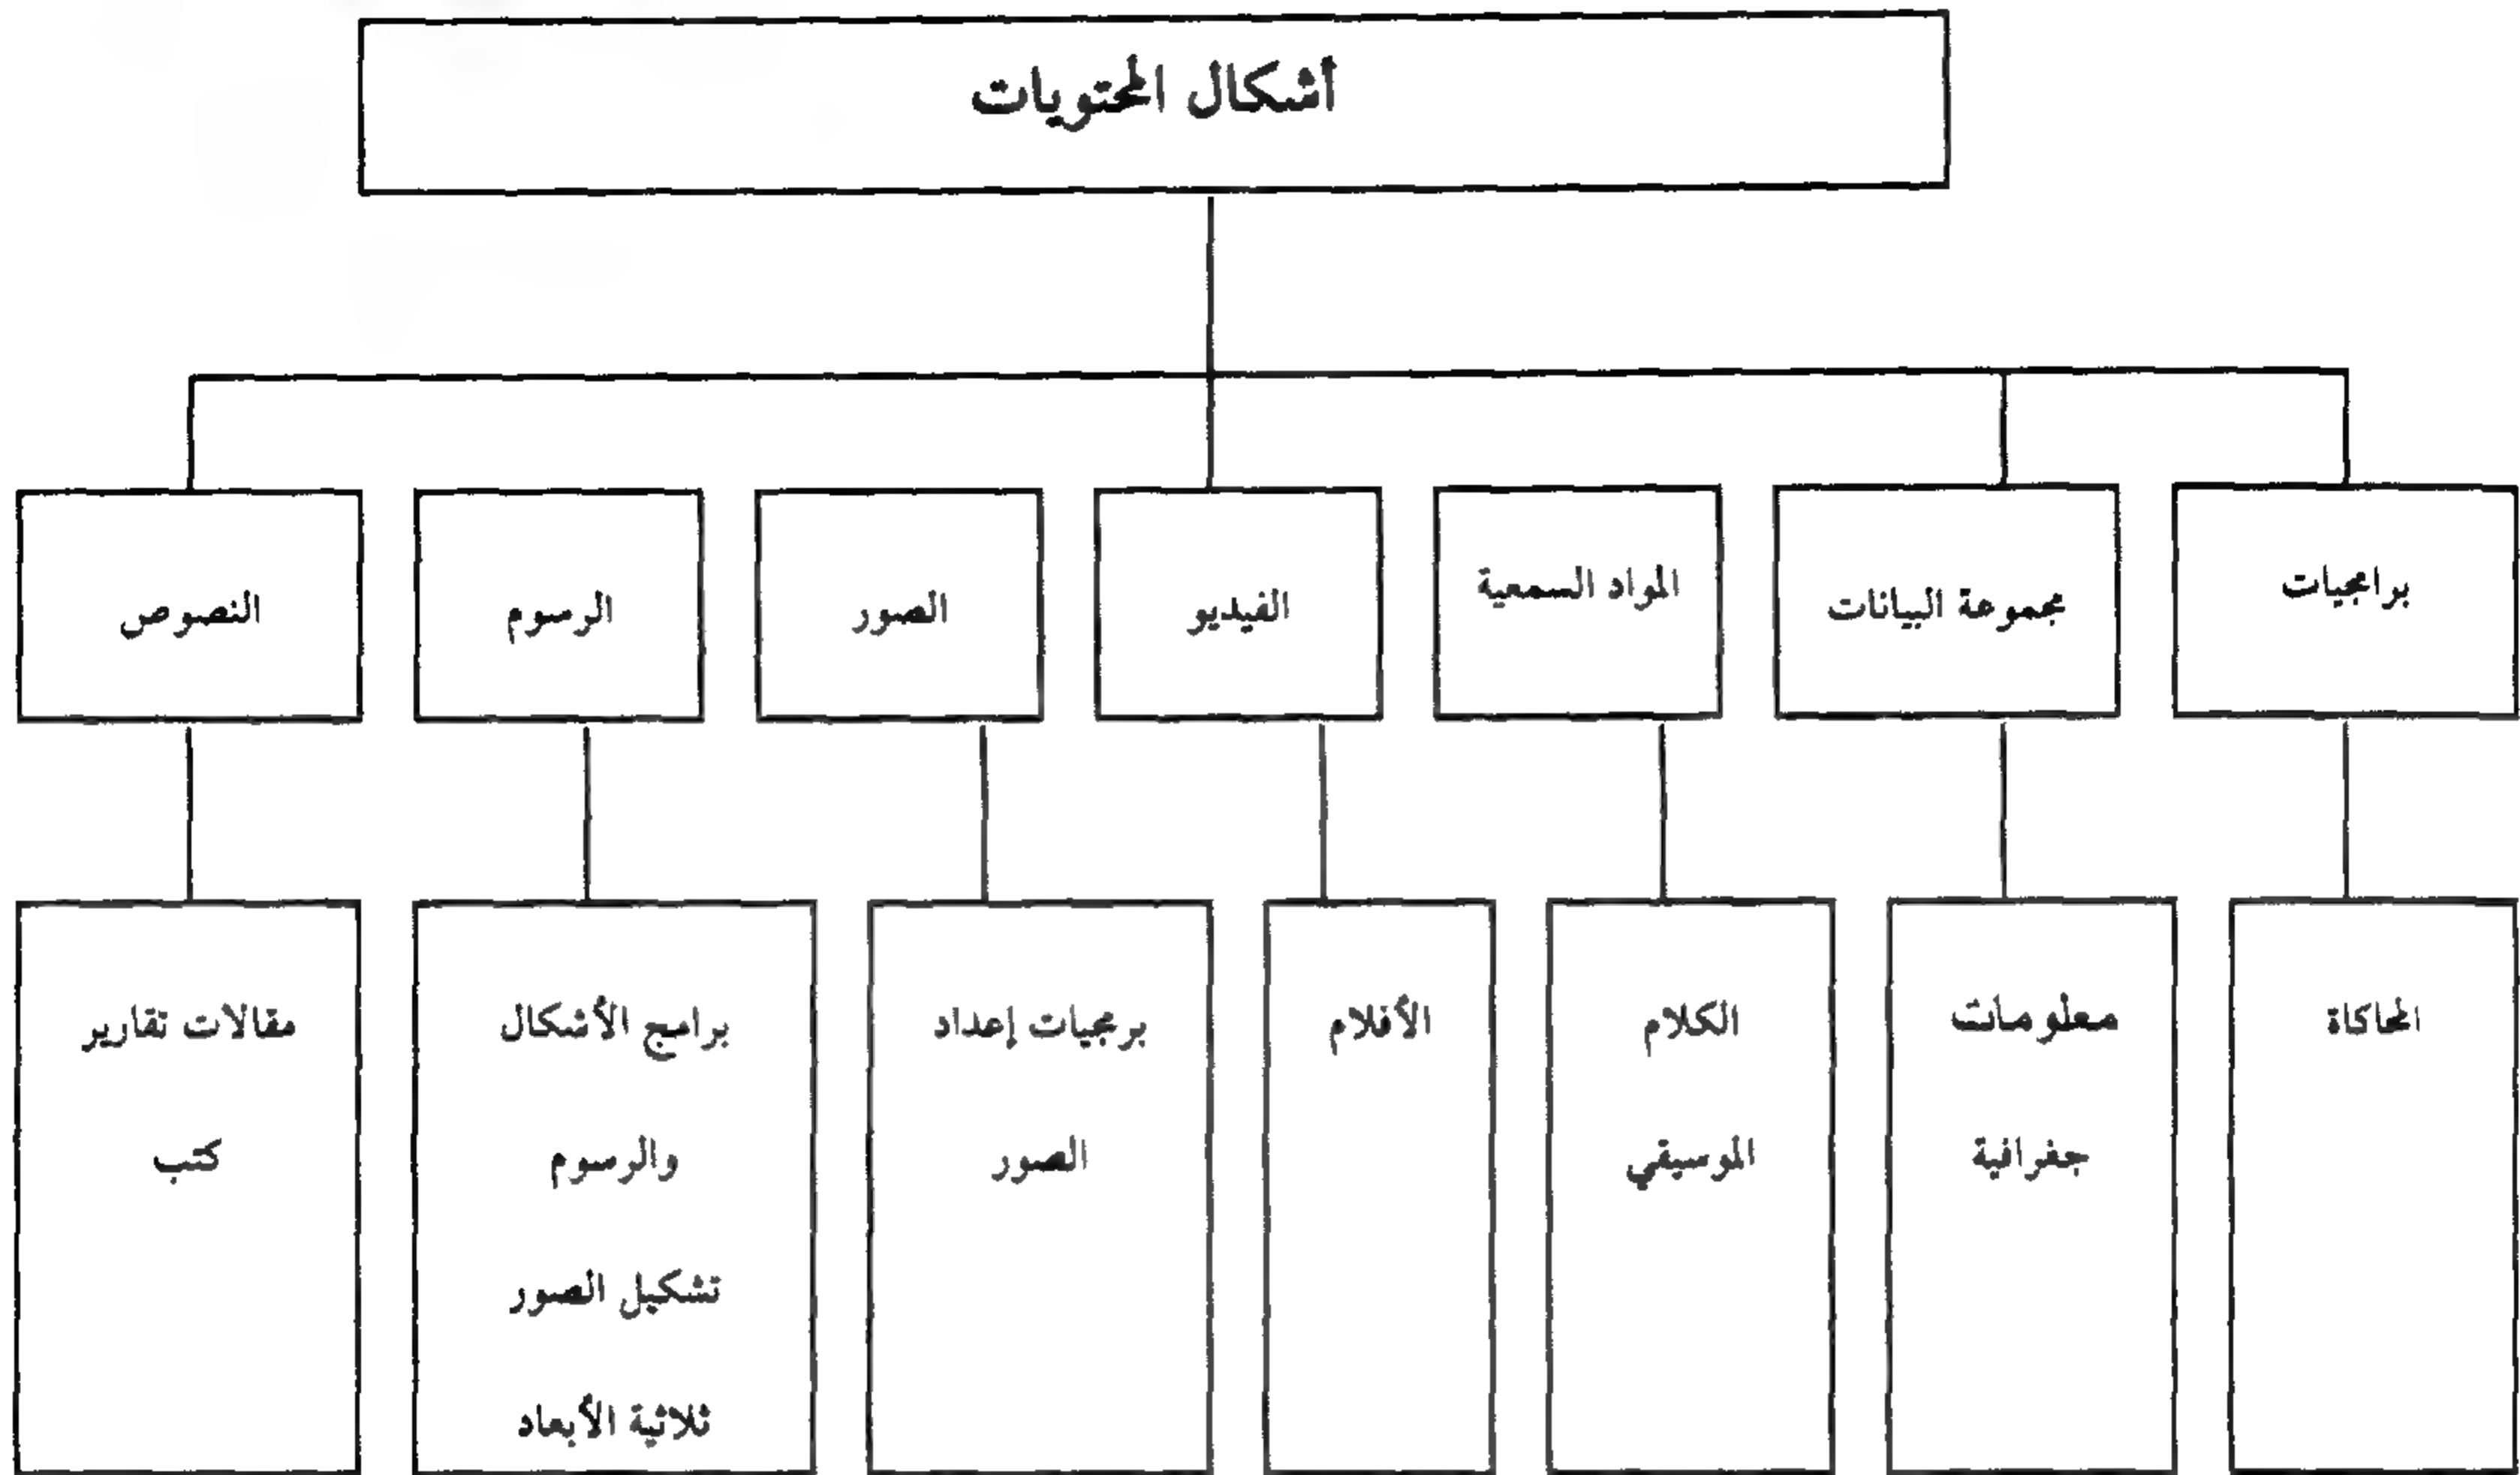 أشكال المحتويات
برامجيات
مجموعة البيانات
المواد السمعية
الفيديو
الصور
الرسوم
النصوص
المحاكاة
معلومات
جغرافية
الكلام
الموسيقي
الأفلام
برمجيات إعداد
الصور
برامج الأشكال
والرسوم
تشكيل الصور
ثلاثية الأبعاد
مقالات تقارير
كتب